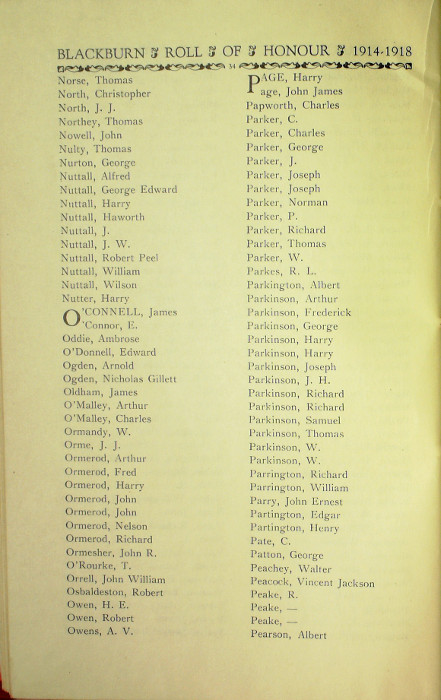 BLACKBURN ROLL OF HONOUR 1914-1918
54
Norse, Thomas
North, Christopher
North, J. J.
Northey, Thomas
Nowell, John
Nulty, Thomas
Nurton, George
Nuttall, Alfred
Nuttall, George Edward
Nuttall, Harry
Nuttall, Haworth
Nuttall, J.
Nuttall, J. W.
Nuttall, Robert Peel
Nuttall, William
Nuttall, Wilson
Nutter, Harry
O'CONNELL, James
O'Connor, E.
Oddie, Ambrose
O'Donnell, Edward
Ogden, Arnold
Ogden, Nicholas Gillett
Oldham, James
O'Malley, Arthur
O'Malley, Charles
Ormandy, W.
Orme, J. J.
Ormerod, Arthur
Ormerod, Fred
Ormerod, Harry
Ormerod, John
Ormerod, John
Ormerod, Nelson
Ormerod, Richard
Ormesher, John R.
O'Rourke, T.
Orrell, John William
Osbaldeston, Robert
Owen, H. E.
Owen, Robert
Owens, A. V.
PAGE, Harry
Page, John James
Papworth, Charles
Parker, C.
Parker, Charles
Parker, George
Parker, J.
Parker, Joseph
Parker, Joseph
Parker, Norman
Parker, P.
Parker, Richard
Parker, Thomas
Parker, W.
Parkes, R. L.
Parkington, Albert
Parkinson, Arthur
Parkinson, Frederick
Parkinson, George
Parkinson, Harry
Parkinson, Harry
Parkinson, Joseph
Parkinson, J. H.
Parkinson, Richard
Parkinson, Richard
Parkinson, Samuel
Parkinson, Thomas
Parkinson, W.
Parkinson, W.
Parrington, Richard
Parrington, William
Parry, John Ernest
Partington, Edgar
Partington, Henry
Pate, C.
Patton, George
Peachey, Walter
Peacock, Vincent Jackson
Peake, R.
Peake, —
Peake, —
Pearson, Albert